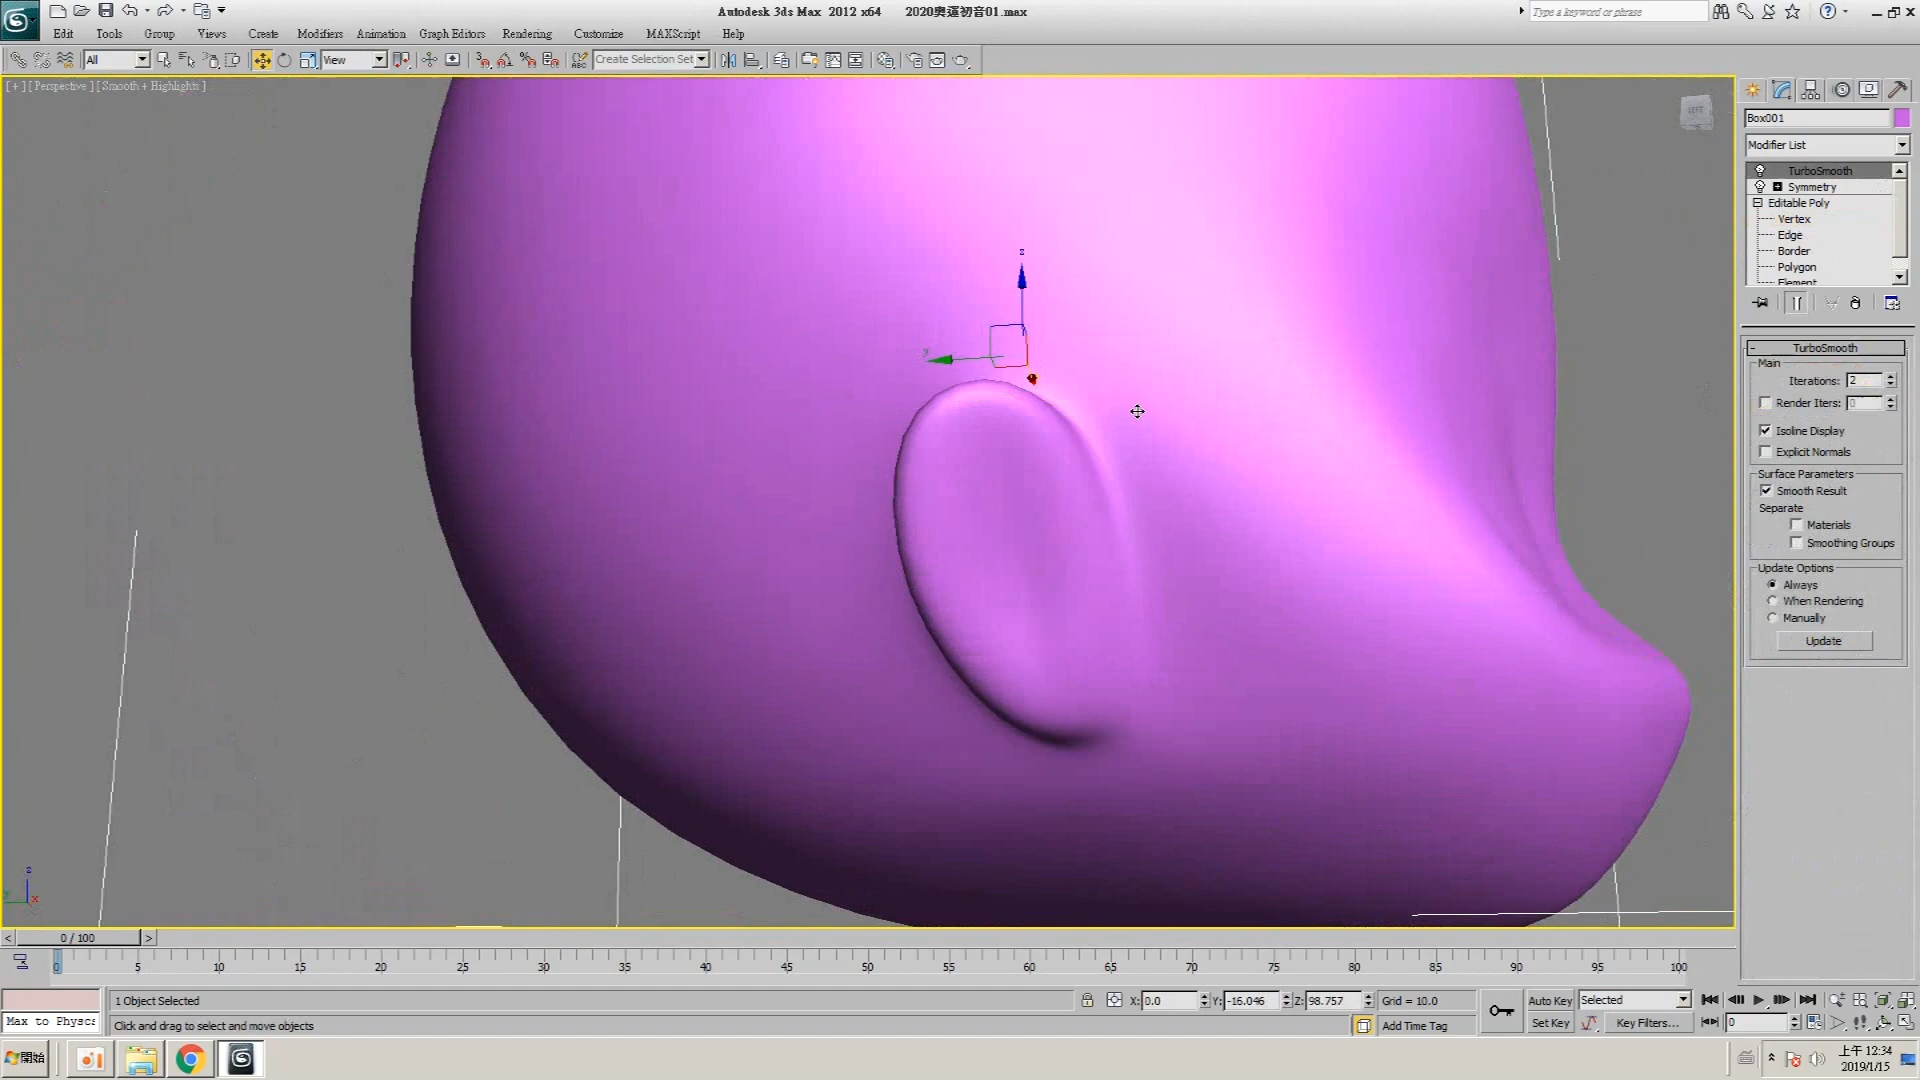 Autodesk 3ds Max 2012 x64 2020奧運初音01.max
Type a keyword or phrase
Edit Tools Group Views Create Modifiers Animation Graph Editors Rendering Customize MAXScript Help
All View Create Selection Set
[ + ] [ Perspective ] [ Smooth + Highlights ]
LEFT
z
y
Box001
Modifier List
TurboSmooth
Symmetry
Editable Poly
Vertex
Edge
Border
Polygon
Element
TurboSmooth
Main
Iterations: 2
Render Iters: 0
Isoline Display
Explicit Normals
Surface Parameters
Smooth Result
Separate
Materials
Smoothing Groups
Update Options
Always
When Rendering
Manually
Update
z
y x
< 0 / 100 >
0 5 10 15 20 25 30 35 40 45 50 55 60 65 70 75 80 85 90 95 100
1 Object Selected X: 0.0 Y: -16.046 Z: 98.757 Grid = 10.0 Auto Key Selected
Max to Physcs Click and drag to select and move objects Add Time Tag Set Key Key Filters... 0
開始
上午 12:34
2019/1/15